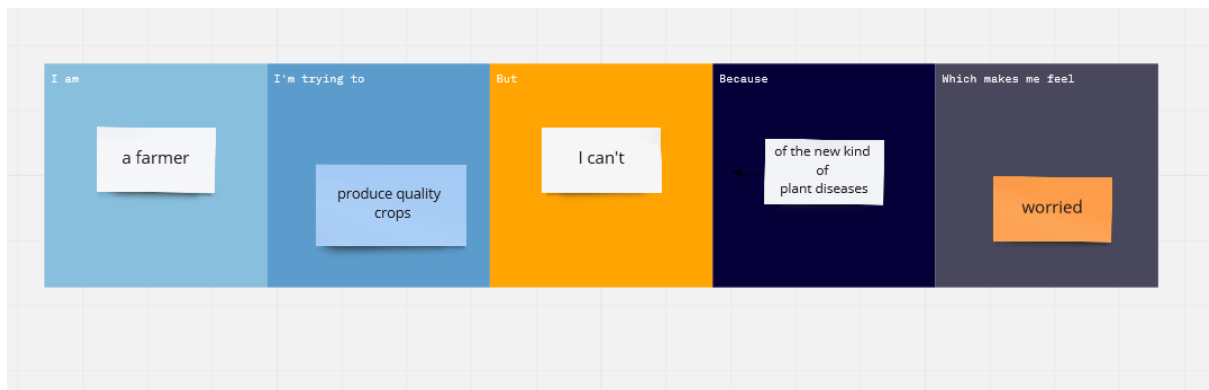 I am
I'm trying to
But
Because
Which makes me feel
a farmer
produce quality
crops
I can't
of the new kind
of
plant diseases
worried